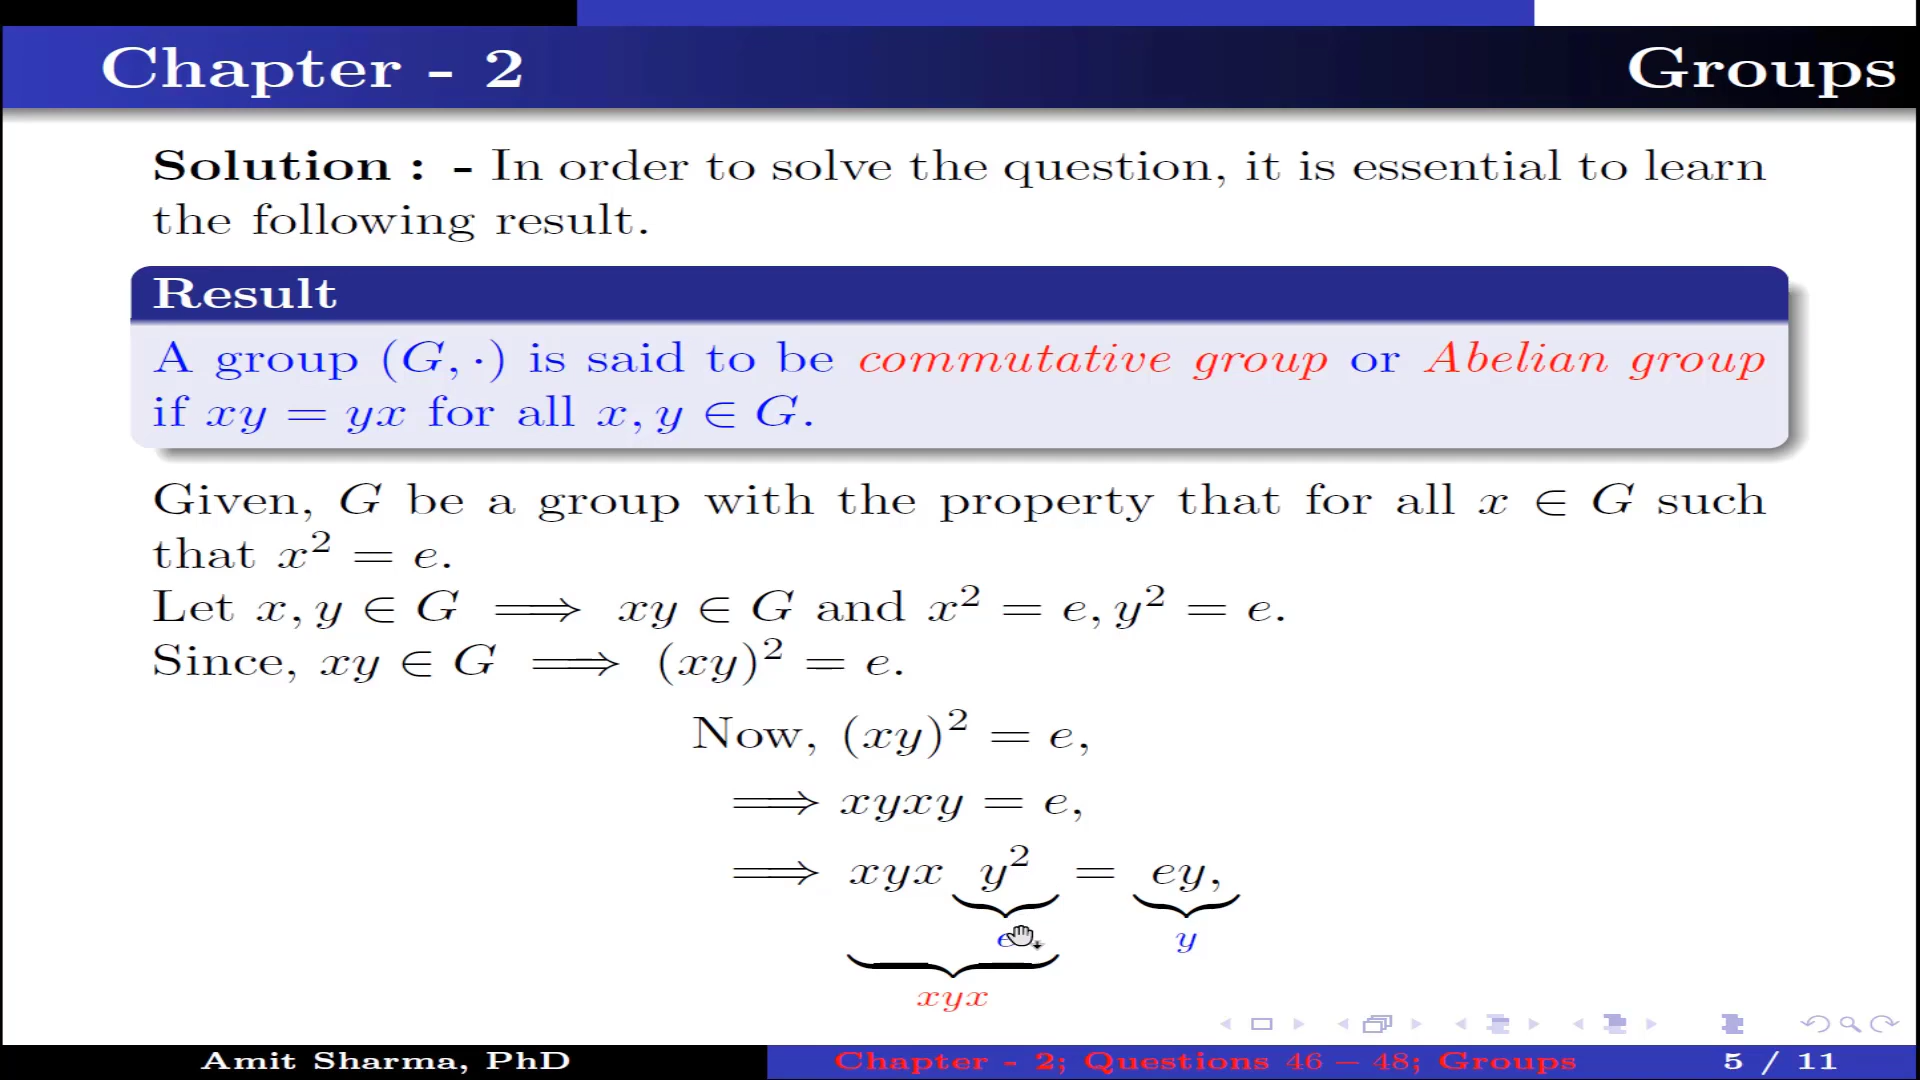 Chapter - 2 Groups
Solution : - In order to solve the question, it is essential to learn
the following result.
Result
A group (G, ·) is said to be commutative group or Abelian group
if xy = yx for all x, y ∈ G.
Given, G be a group with the property that for all x ∈ G such
that x² = e.
Let x, y ∈ G ⟹ xy ∈ G and x² = e, y² = e.
Since, xy ∈ G ⟹ (xy)² = e.
Now, (xy)² = e,
⟹ xyxy = e,
⟹ xyx y² = ey,
e y
xyx
Amit Sharma, PhD Chapter - 2; Questions 46 – 48; Groups 5 / 11